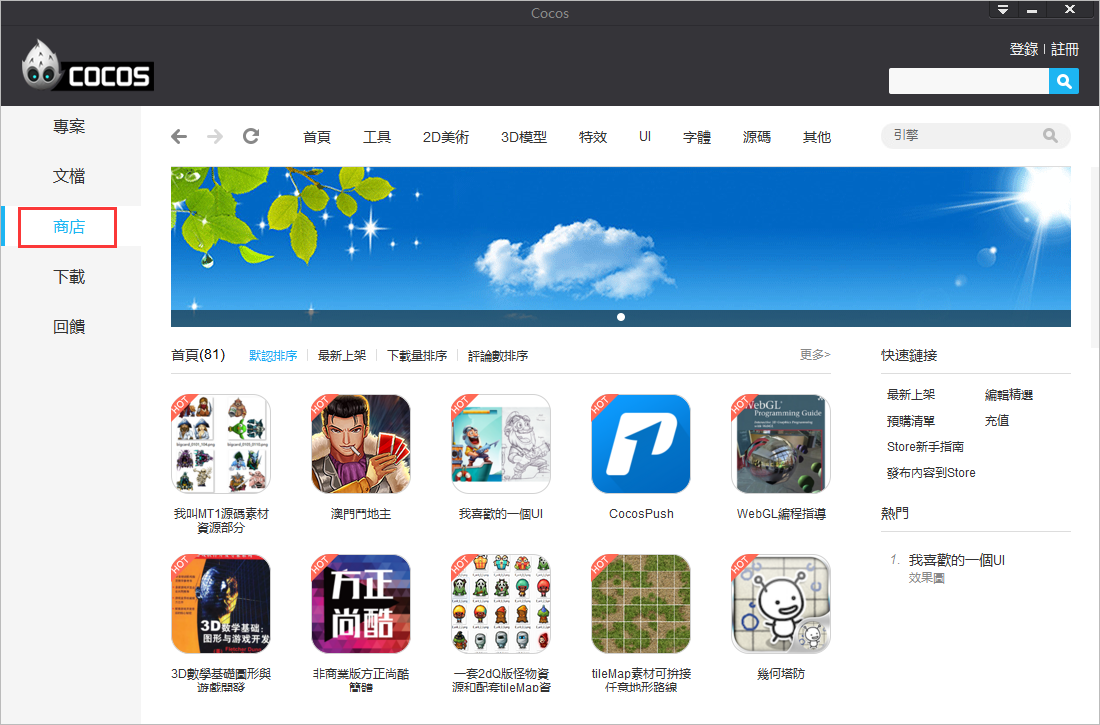 Cocos
COCOS
登錄 | 註冊
專案
文檔
商店
下載
回饋
首頁 工具 2D美術 3D模型 特效 UI 字體 源碼 其他
引擎
首頁(81) 默認排序 最新上架 下載量排序 評論數排序 更多>
HOT
我叫MT1源碼素材
資源部分
HOT
澳門鬥地主
HOT
我喜歡的一個UI
HOT
CocosPush
HOT
WebGL
Programming Guide
WebGL編程指導
HOT
3D数学基础:
图形与游戏开发
3D數學基礎圖形與
遊戲開發
HOT
方正
尚酷
非商業版方正尚酷
簡體
HOT
一套2dQ版怪物資
源和配套tileMap資
HOT
tileMap素材可拚接
任意地形路線
HOT
幾何塔防
快速鏈接
最新上架 編輯精選
預購清單 充值
Store新手指南
發布內容到Store
熱門
1. 我喜歡的一個UI
效果圖